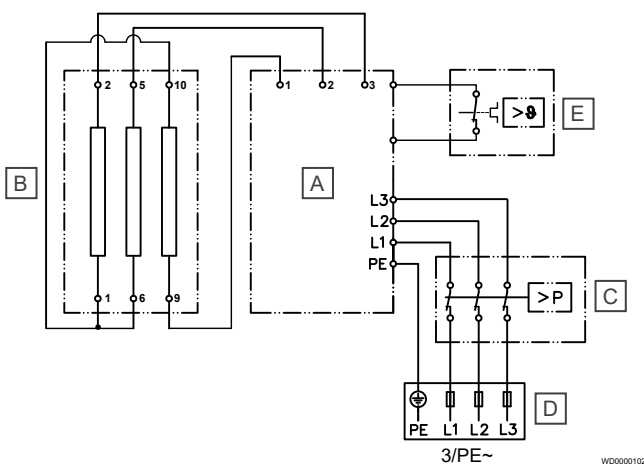 2 5 10
1 2 3
E
>ϑ
B
A
L3
L2
L1
PE
1 6 9
>P
C
D
PE L1 L2 L3
3/PE~
WD0000102